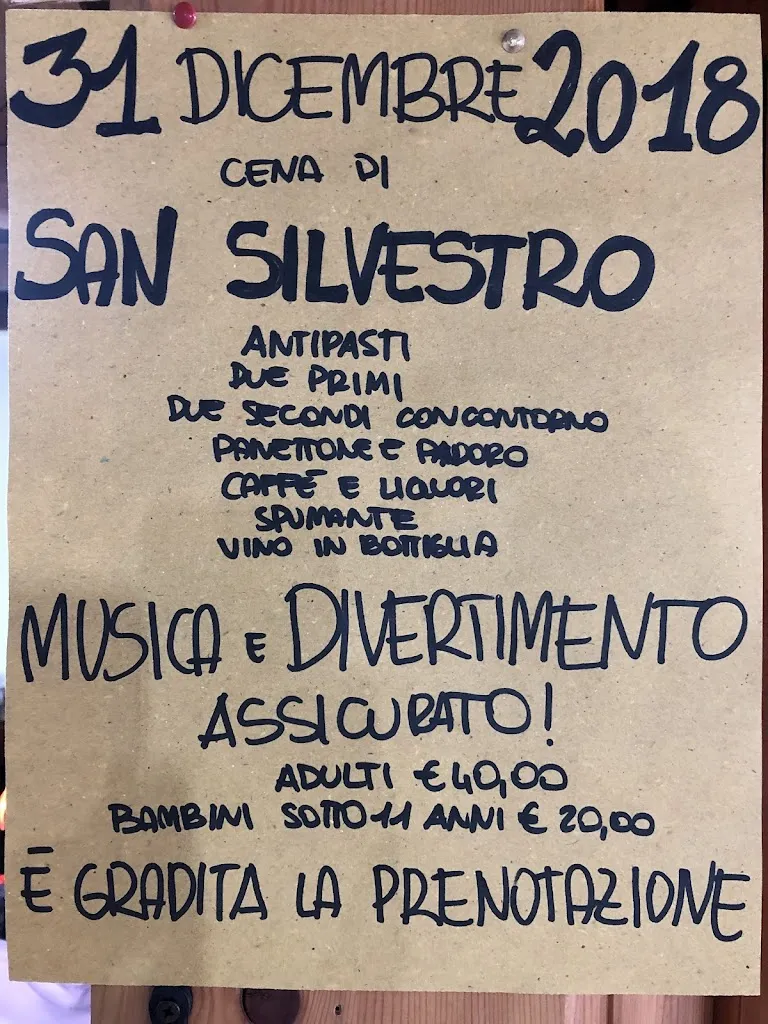 31 DICEMBRE 2018
CENA DI
SAN SILVESTRO
ANTIPASTI
DUE PRIMI
DUE SECONDI CON CONTORNO
PANETTONE E PADORO
CAFFÈ E LIQUORI
SPUMANTE
VINO IN BOTTIGLIA
MUSICA E DIVERTIMENTO
ASSICURATO!
ADULTI € 40,00
BAMBINI SOTTO 11 ANNI € 20,00
È GRADITA LA PRENOTAZIONE